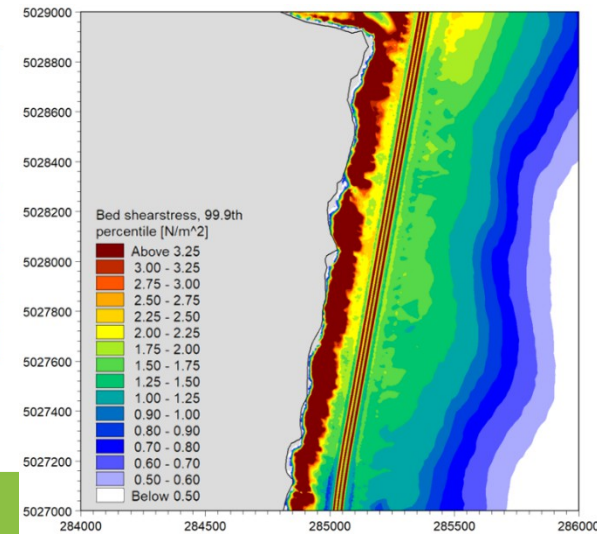 5029000
5028800
5028600
5028400
5028200
5028000
5027800
5027600
5027400
5027200
5027000
Bed shearstress, 99.9th
percentile [N/m^2]
Above 3.25
3.00 - 3.25
2.75 - 3.00
2.50 - 2.75
2.25 - 2.50
2.00 - 2.25
1.75 - 2.00
1.50 - 1.75
1.25 - 1.50
1.00 - 1.25
0.90 - 1.00
0.80 - 0.90
0.70 - 0.80
0.60 - 0.70
0.50 - 0.60
Below 0.50
284000 284500 285000 285500 286000